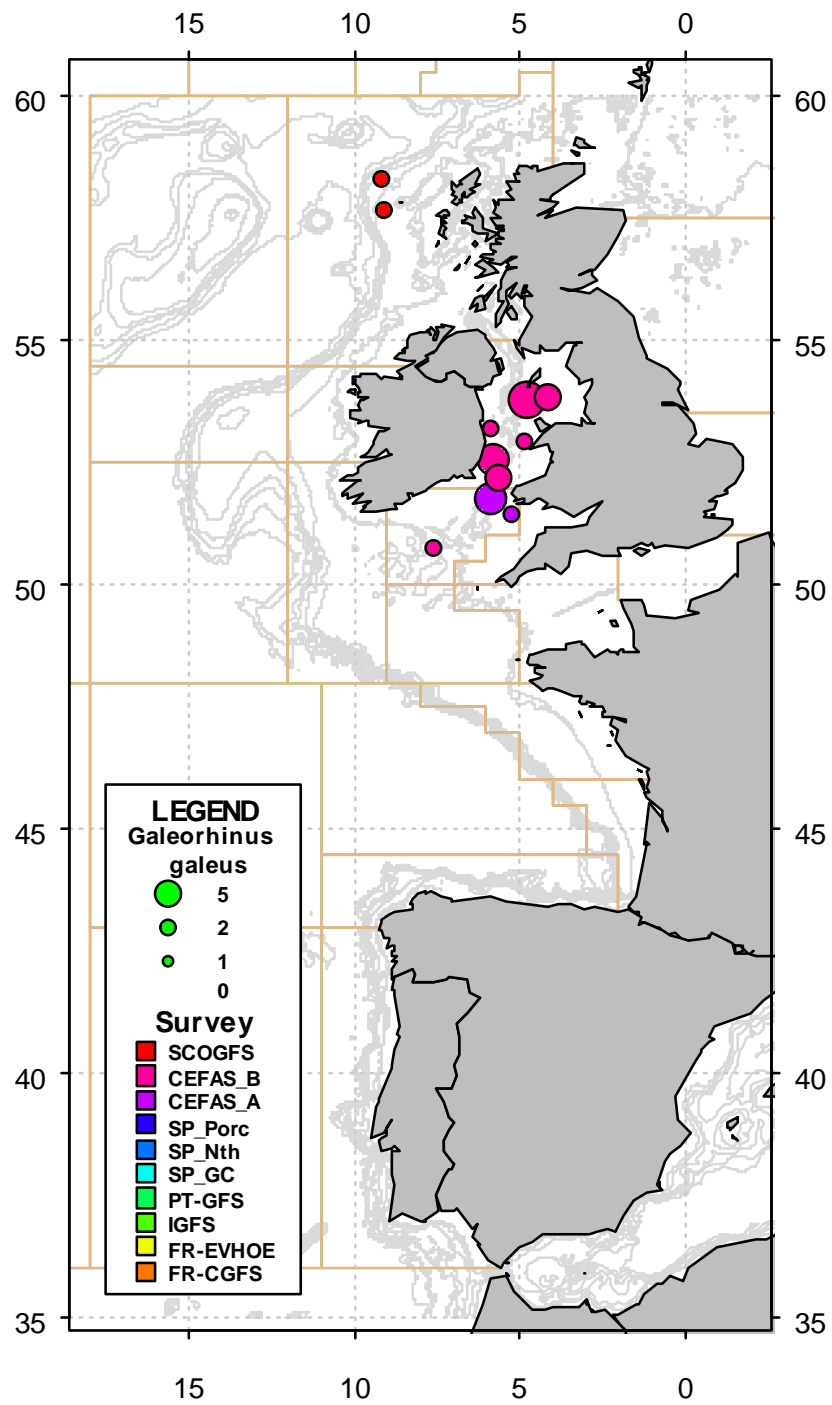 15 10 5 0
60 60
55 55
50 50
45 45
LEGEND
Galeorhinus
galeus
5
2
1
0
Survey
SCOGFS
CEFAS_B
40 CEFAS_A 40
SP_Porc
SP_Nth
SP_GC
PT-GFS
IGFS
FR-EVHOE
FR-CGFS
35 35
15 10 5 0